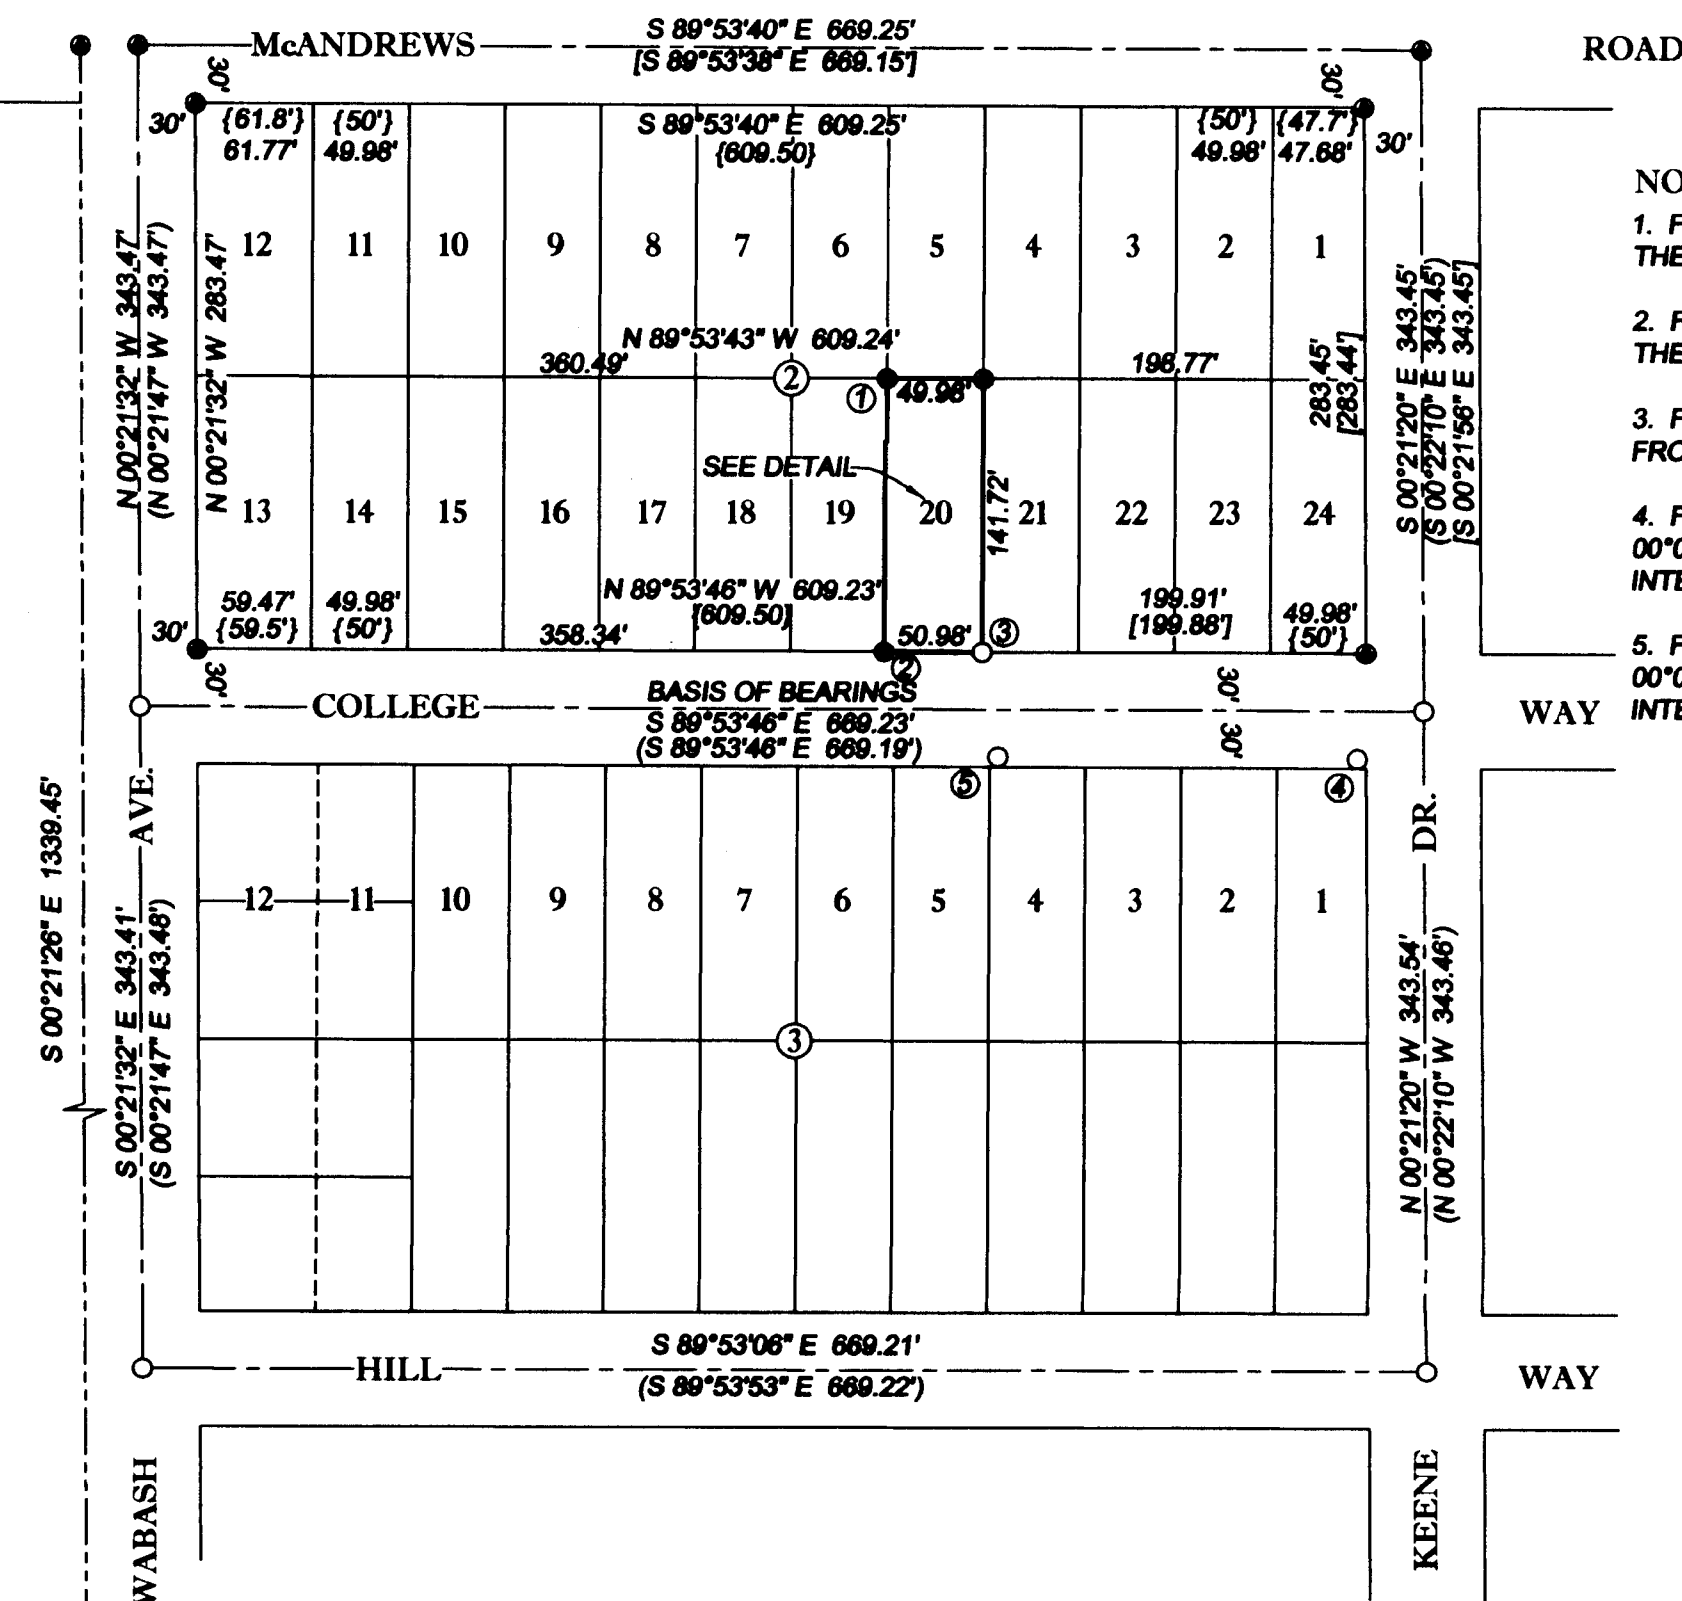 McANDREWS
S 89°53'40" E 669.25'
[S 89°53'38" E 669.15']
ROAD
30'
30'
30'
30'
{61.8'}
61.77'
{50'}
49.98'
S 89°53'40" E 609.25'
{609.50}
{50'}
49.98'
{47.7'}
47.68'
12
11
10
9
8
7
6
5
4
3
2
1
N 00°21'32" W 343.47'
(N 00°21'47" W 343.47')
N 00°21'32" W 283.47'
N 89°53'43" W 609.24'
360.49'
2
1
49.98'
198.77'
283.45'
[283.44']
S 00°21'20" E 343.45'
(S 00°22'10" E 343.45')
[S 00°21'56" E 343.45']
SEE DETAIL
141.72'
13
14
15
16
17
18
19
20
21
22
23
24
59.47'
{59.5'}
49.98'
{50'}
N 89°53'46" W 609.23'
{609.50}
358.34'
50.98'
2
3
199.91'
[199.88']
49.98'
{50'}
30'
30'
30'
30'
COLLEGE
WAY
BASIS OF BEARINGS
S 89°53'46" E 669.23'
(S 89°53'46" E 669.19')
5
4
AVE.
DR.
S 00°21'26" E 1339.45'
12
11
10
9
8
7
6
5
4
3
2
1
S 00°21'32" E 343.41'
(S 00°21'47" E 343.48')
3
N 00°21'20" W 343.54'
(N 00°22'10" W 343.46')
HILL
WAY
S 89°53'06" E 669.21'
(S 89°53'53" E 669.22')
WABASH
KEENE
NO
1. F
THE
2. F
THE
3. F
FRO
4. F
00°0
INTE
5. F
00°0
INTE